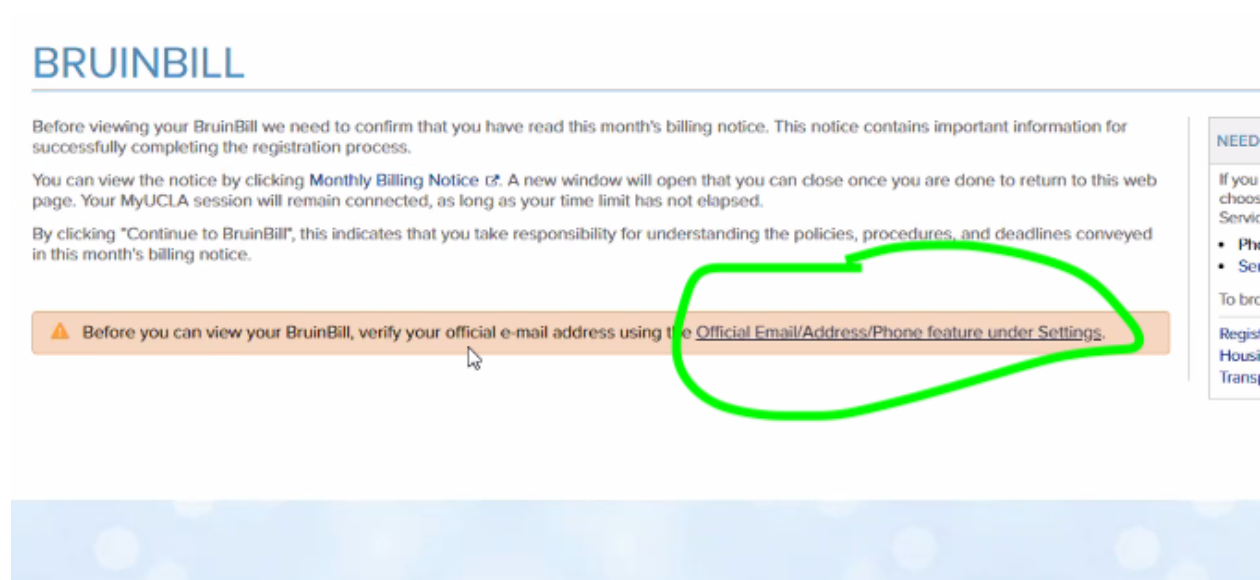 BRUINBILL
Before viewing your BruinBill we need to confirm that you have read this month's billing notice. This notice contains important information for
successfully completing the registration process.
You can view the notice by clicking Monthly Billing Notice. A new window will open that you can close once you are done to return to this web
page. Your MyUCLA session will remain connected, as long as your time limit has not elapsed.
By clicking "Continue to BruinBill", this indicates that you take responsibility for understanding the policies, procedures, and deadlines conveyed
in this month's billing notice.
Before you can view your BruinBill, verify your official e-mail address using the Official Email/Address/Phone feature under Settings.
NEED
If you
To